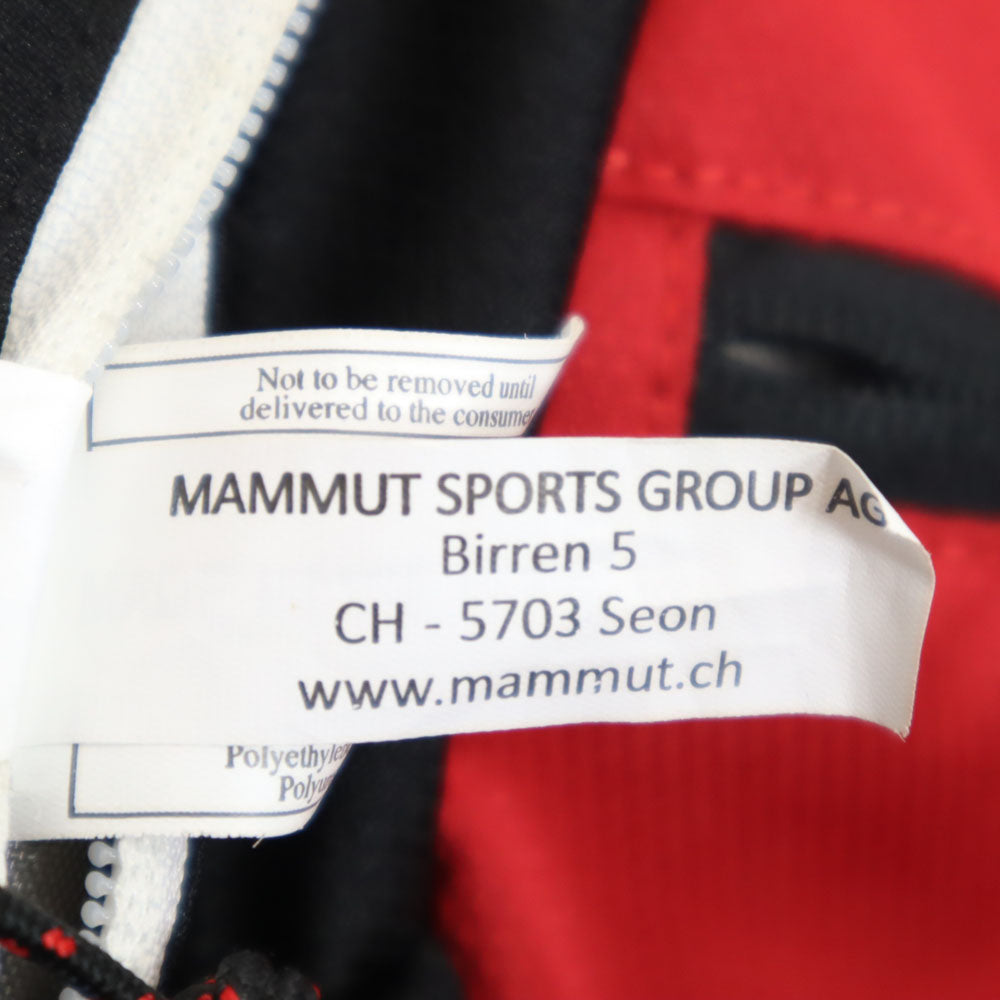 Not to be removed until
delivered to the consumer
MAMMUT SPORTS GROUP AG
Birren 5
CH - 5703 Seon
www.mammut.ch